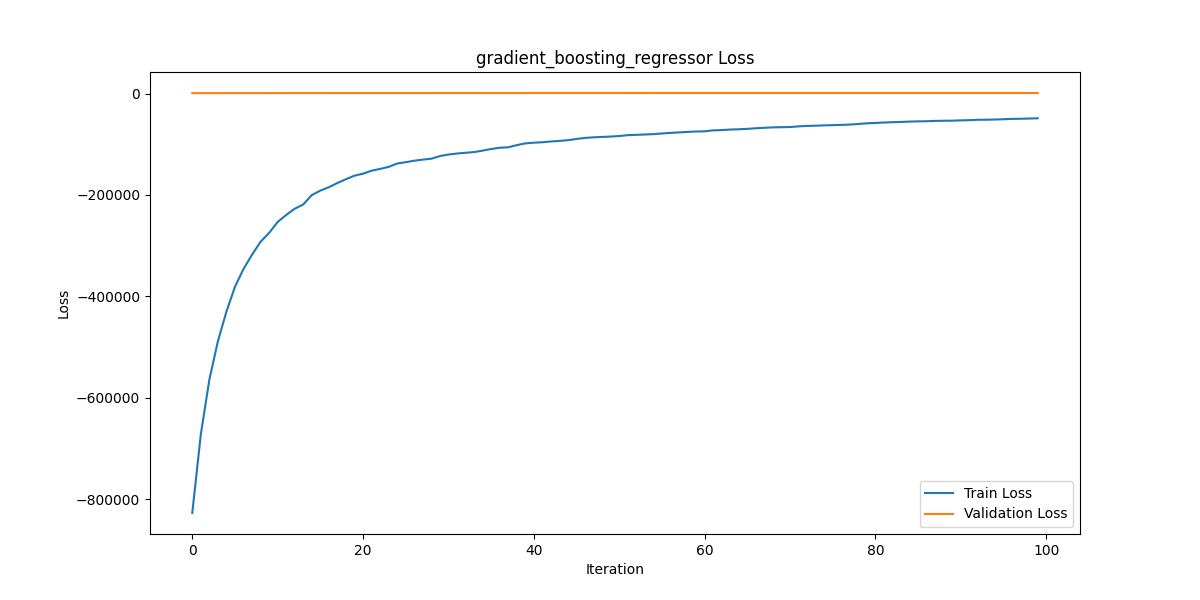 gradient_boosting_regressor Loss
0
−200000
−400000
−600000
−800000
Loss
0 20 40 60 80 100
Iteration
Train Loss
Validation Loss